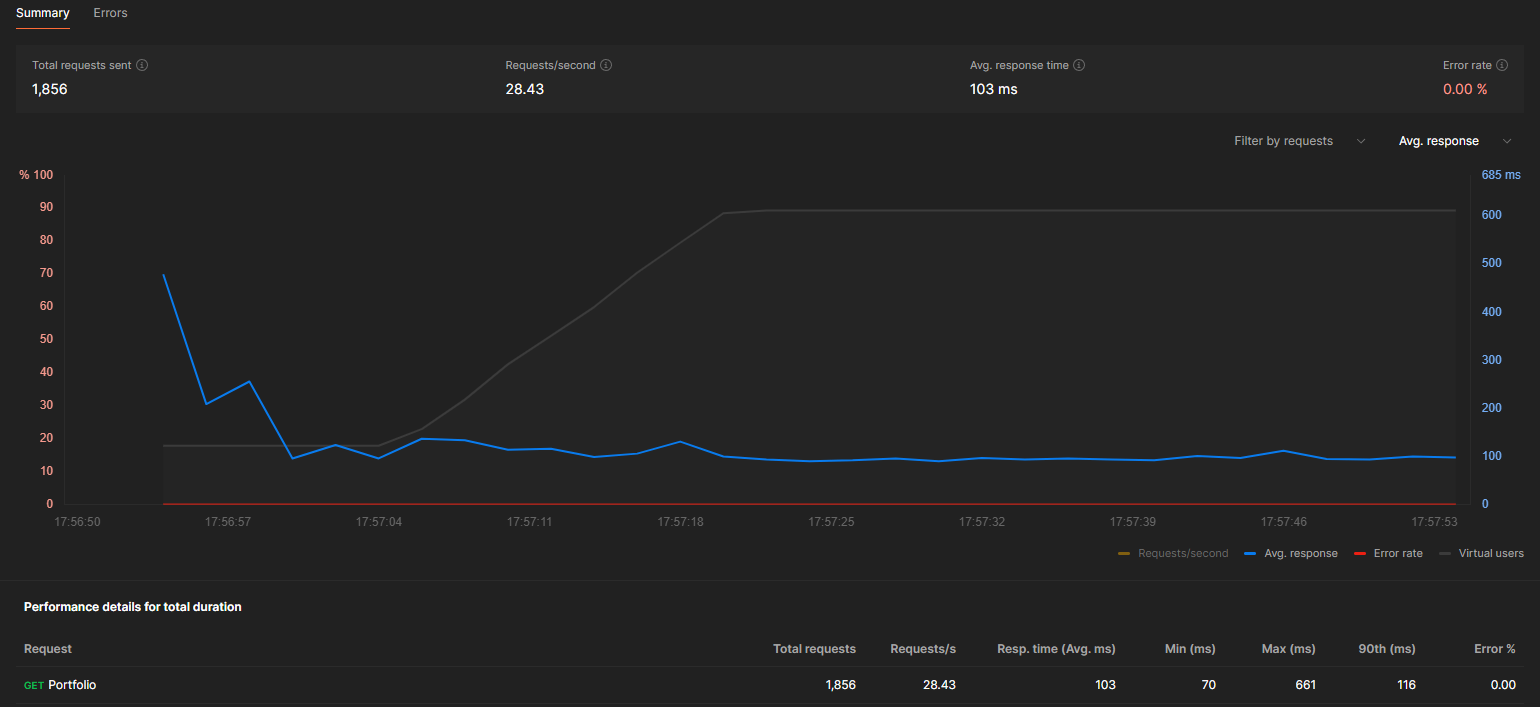 Summary Errors
Total requests sent Requests/second Avg. response time Error rate
1,856 28.43 103 ms 0.00 %
Filter by requests Avg. response
% 100 685 ms
90 600
80
70 500
60 400
50
40 300
30 200
20
10 100
0 0
17:56:50 17:56:57 17:57:04 17:57:11 17:57:18 17:57:25 17:57:32 17:57:39 17:57:46 17:57:53
Requests/second Avg. response Error rate Virtual users
Performance details for total duration
Request Total requests Requests/s Resp. time (Avg. ms) Min (ms) Max (ms) 90th (ms) Error %
GET Portfolio 1,856 28.43 103 70 661 116 0.00